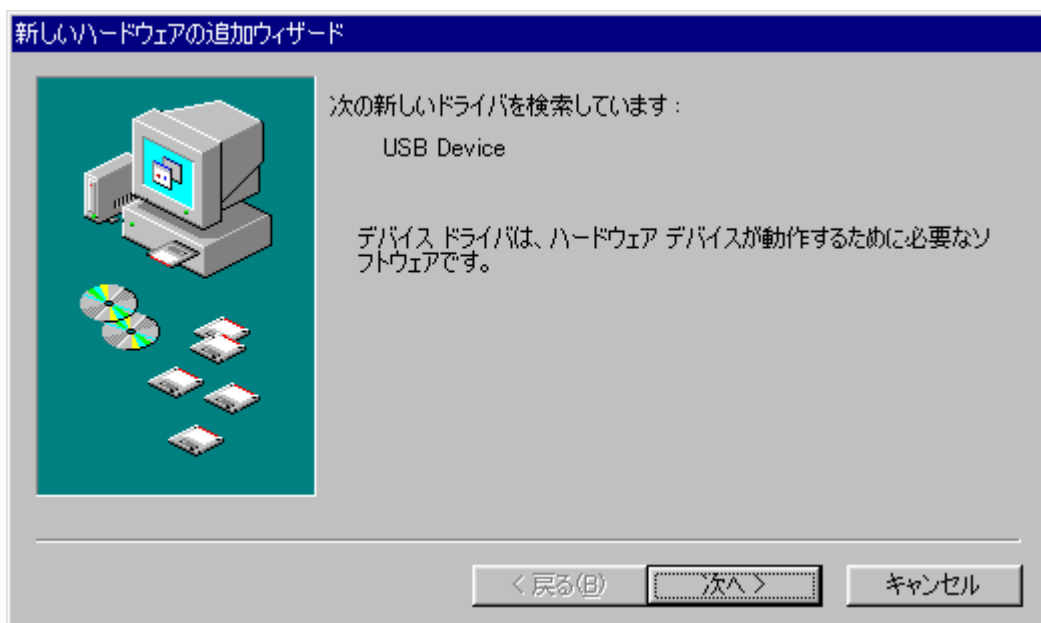 新しいハードウェアの追加ウィザード
次の新しいドライバを検索しています：
USB Device
デバイス ドライバは、ハードウェア デバイスが動作するために必要なソ
フトウェアです。
< 戻る(B)
次へ >
キャンセル